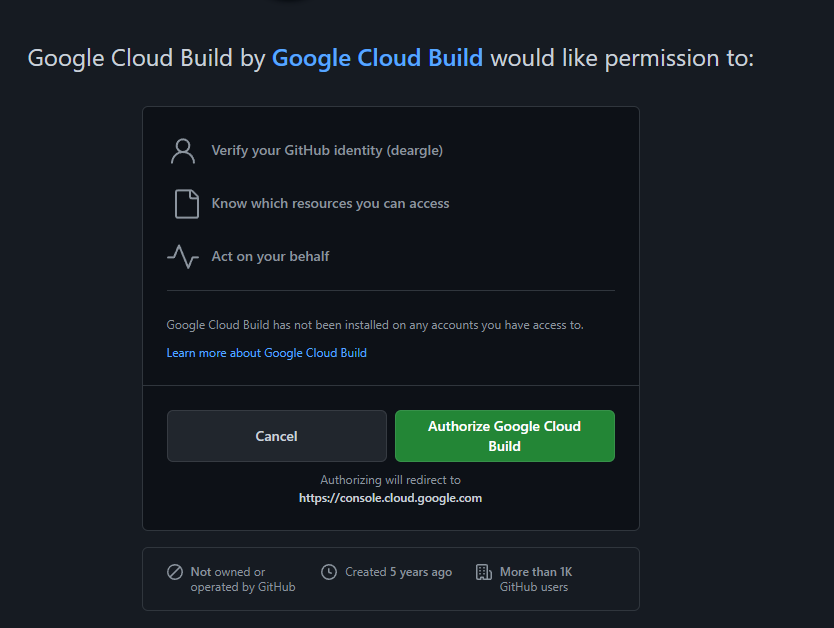 Google Cloud Build by Google Cloud Build would like permission to:
Verify your GitHub identity (deargle)
Know which resources you can access
Act on your behalf
Google Cloud Build has not been installed on any accounts you have access to.
Learn more about Google Cloud Build
Cancel
Authorize Google Cloud
Build
Authorizing will redirect to
https://console.cloud.google.com
Not owned or
operated by GitHub
Created 5 years ago
More than 1K
GitHub users